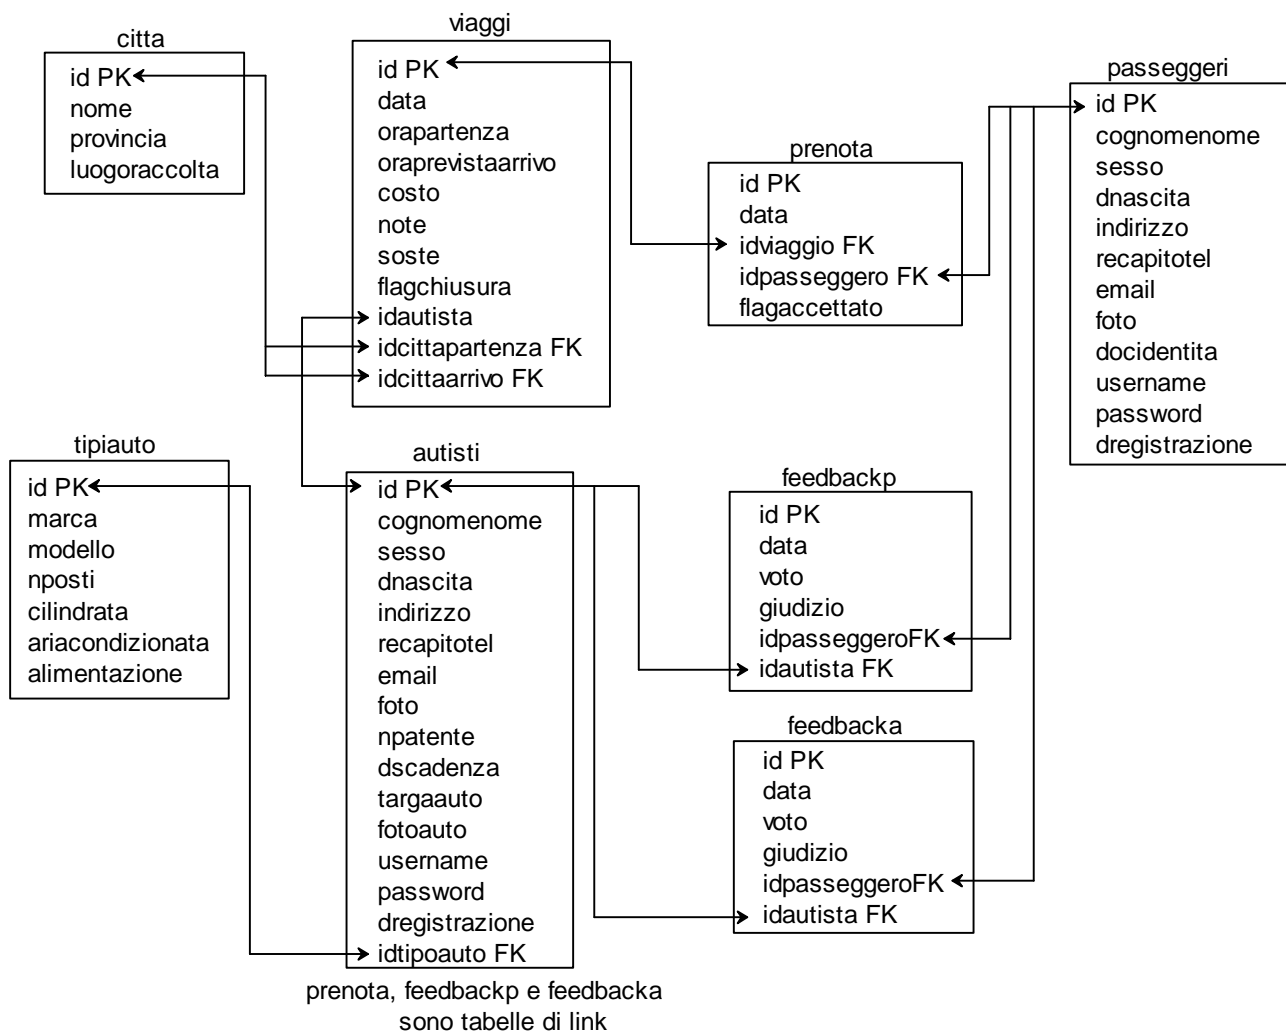 citta
id PK
nome
provincia
luogoraccolta
viaggi
id PK
data
orapartenza
oraprevistaarrivo
costo
note
soste
flagchiusura
idautista
idcittapartenza FK
idcittaarrivo FK
prenota
id PK
data
idviaggio FK
idpasseggero FK
flagaccettato
passeggeri
id PK
cognomenome
sesso
dnascita
indirizzo
recapitotel
email
foto
docidentita
username
password
dregistrazione
tipiauto
id PK
marca
modello
nposti
cilindrata
ariacondizionata
alimentazione
autisti
id PK
cognomenome
sesso
dnascita
indirizzo
recapitotel
email
foto
npatente
dscadenza
targaauto
fotoauto
username
password
dregistrazione
idtipoauto FK
feedbackp
id PK
data
voto
giudizio
idpasseggeroFK
idautista FK
feedbacka
id PK
data
voto
giudizio
idpasseggeroFK
idautista FK
prenota, feedbackp e feedbacka
sono tabelle di link